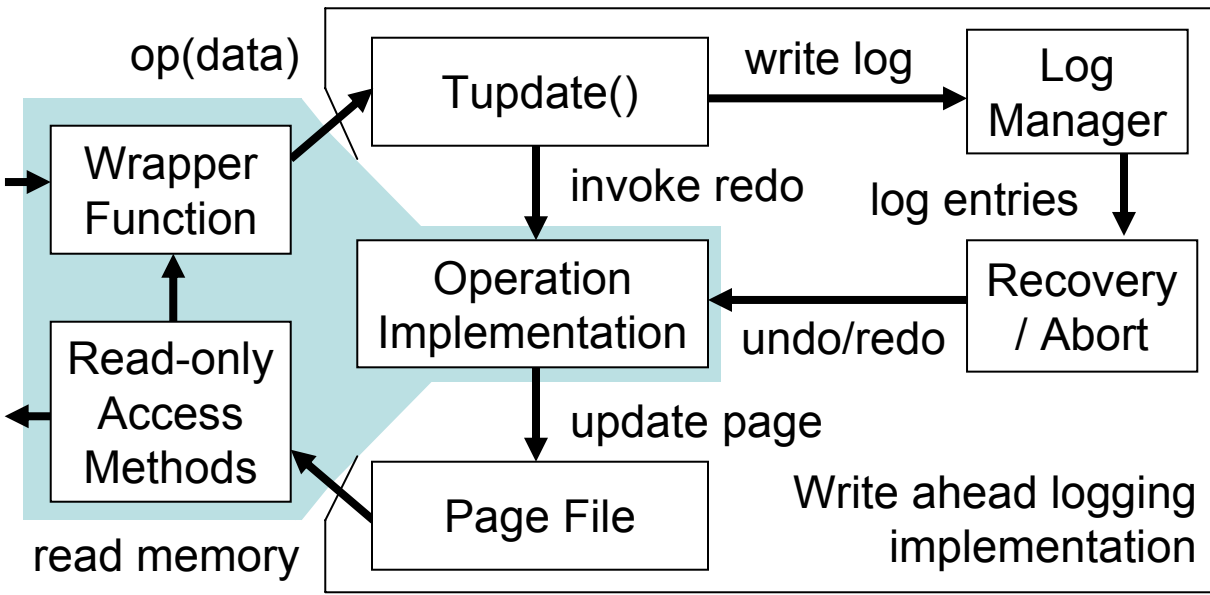 op(data)
Tupdate()
write log
Log
Manager
Wrapper
Function
invoke redo
log entries
Operation
Implementation
Recovery
/ Abort
undo/redo
Read-only
Access
Methods
update page
Page File
read memory
Write ahead logging
implementation